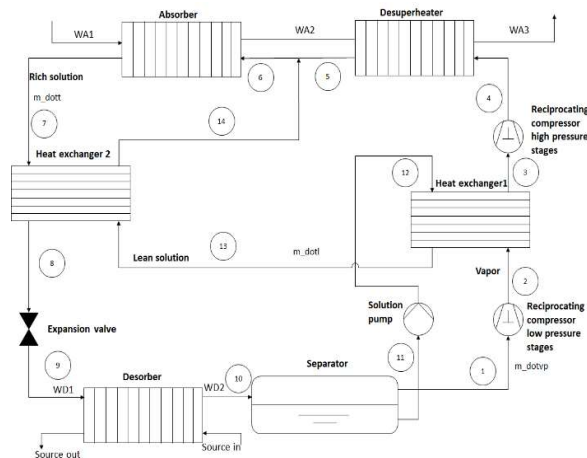 Absorber
Desuperheater
WA1
WA2
WA3
6
5
4
Rich solution
m_dott
7
14
Reciprocating
compressor
high pressure
stages
3
Heat exchanger 2
12
Heat exchanger1
8
13
Lean solution
m_dotl
Vapor
2
Solution
pump
Reciprocating
compressor
low pressure
stages
Expansion valve
9
WD1
Desorber
WD2
10
Separator
11
1
m_dotvp
Source out
Source in